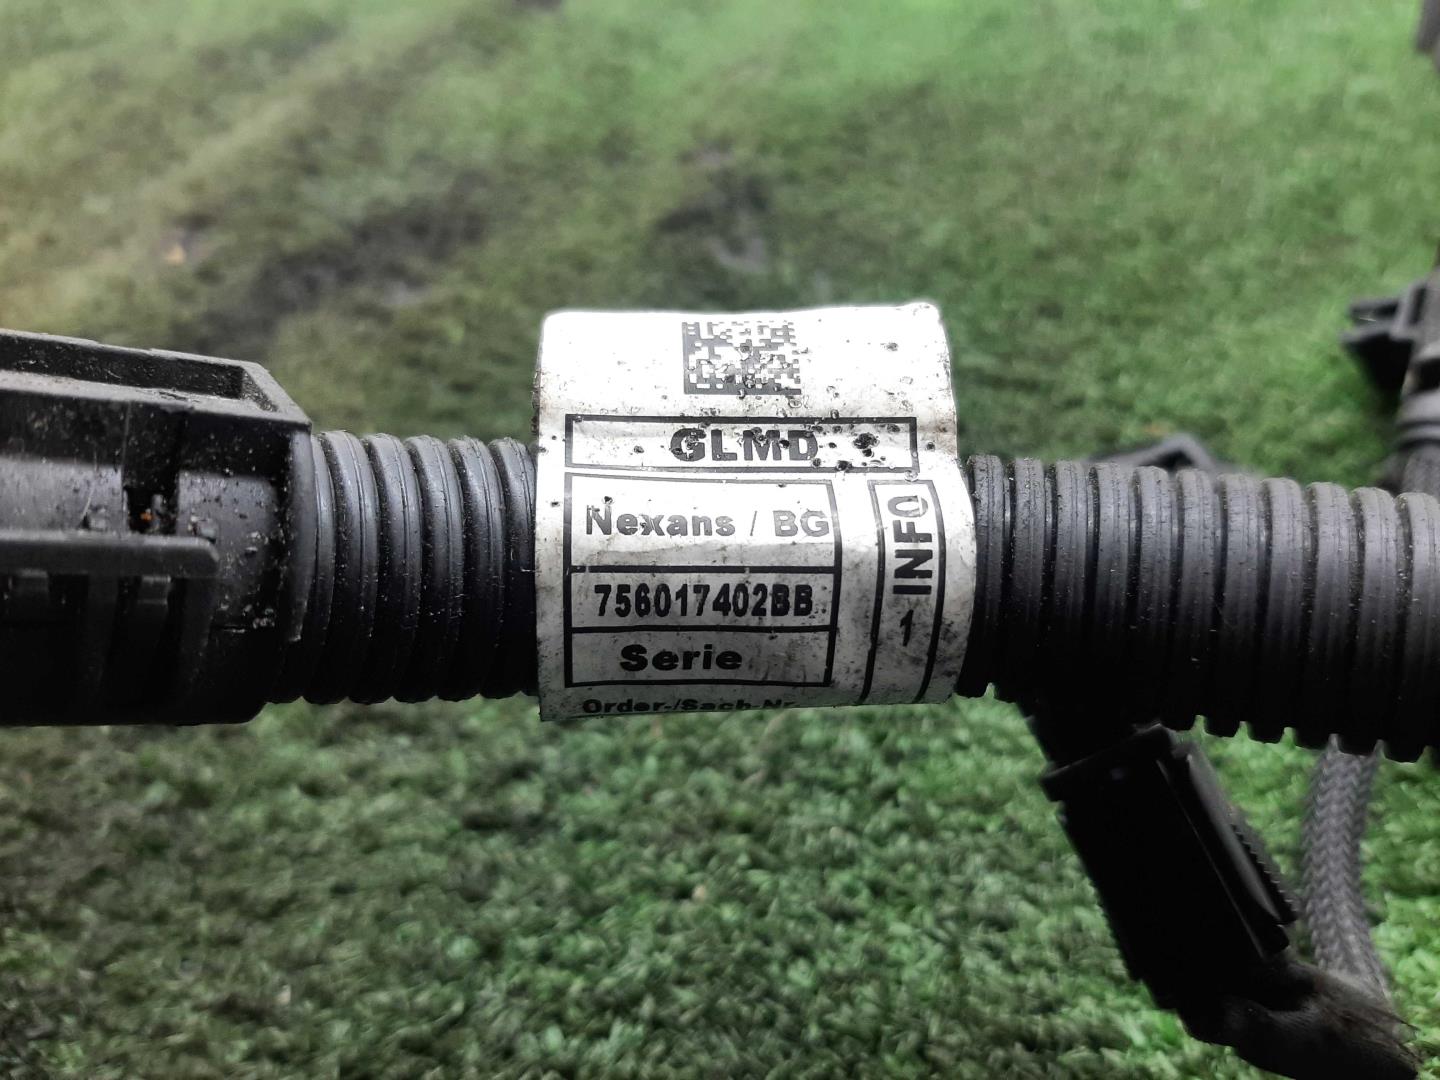 GLMD
Nexans / BG
756017402BB
Serie
Order-/Sach-Nr.
INFO
1